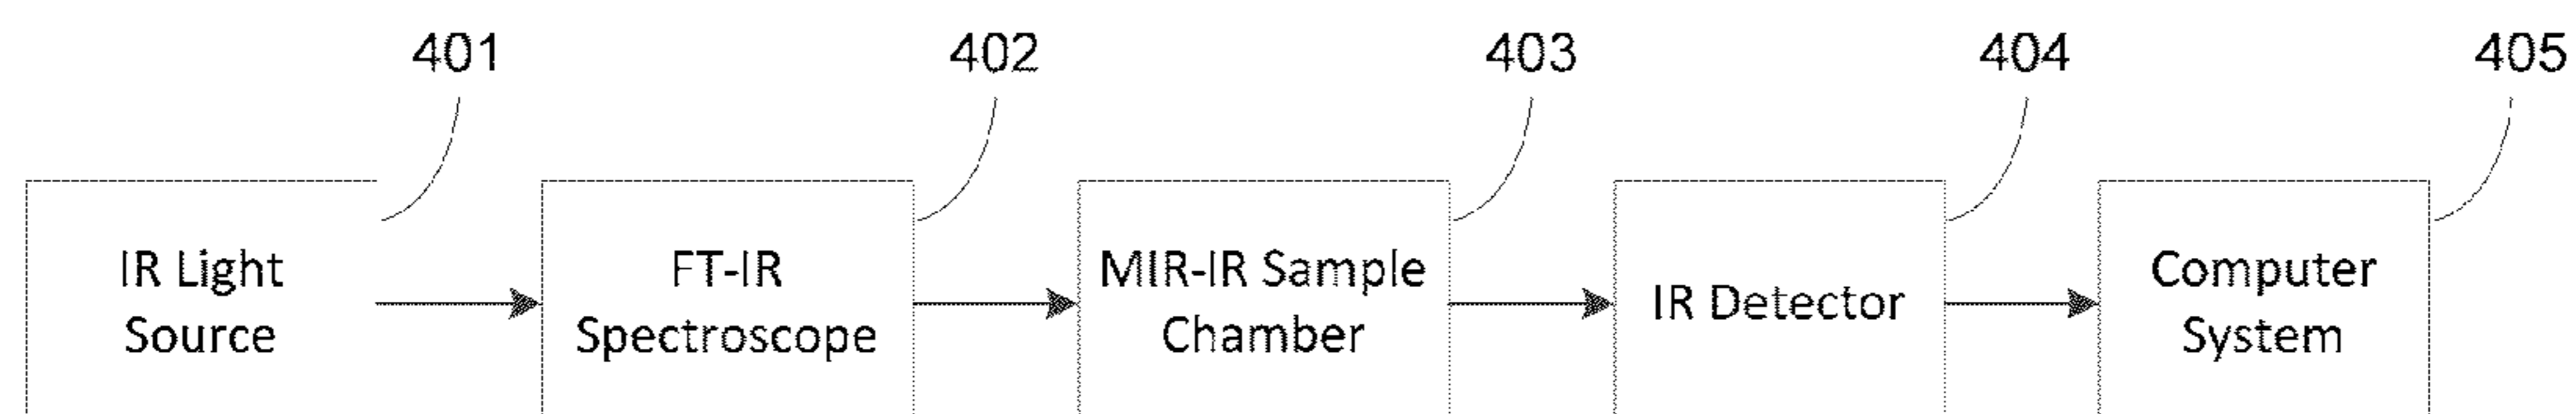 401 402 403 404 405
IR Light
Source
FT-IR
Spectroscope
MIR-IR Sample
Chamber
IR Detector
Computer
System